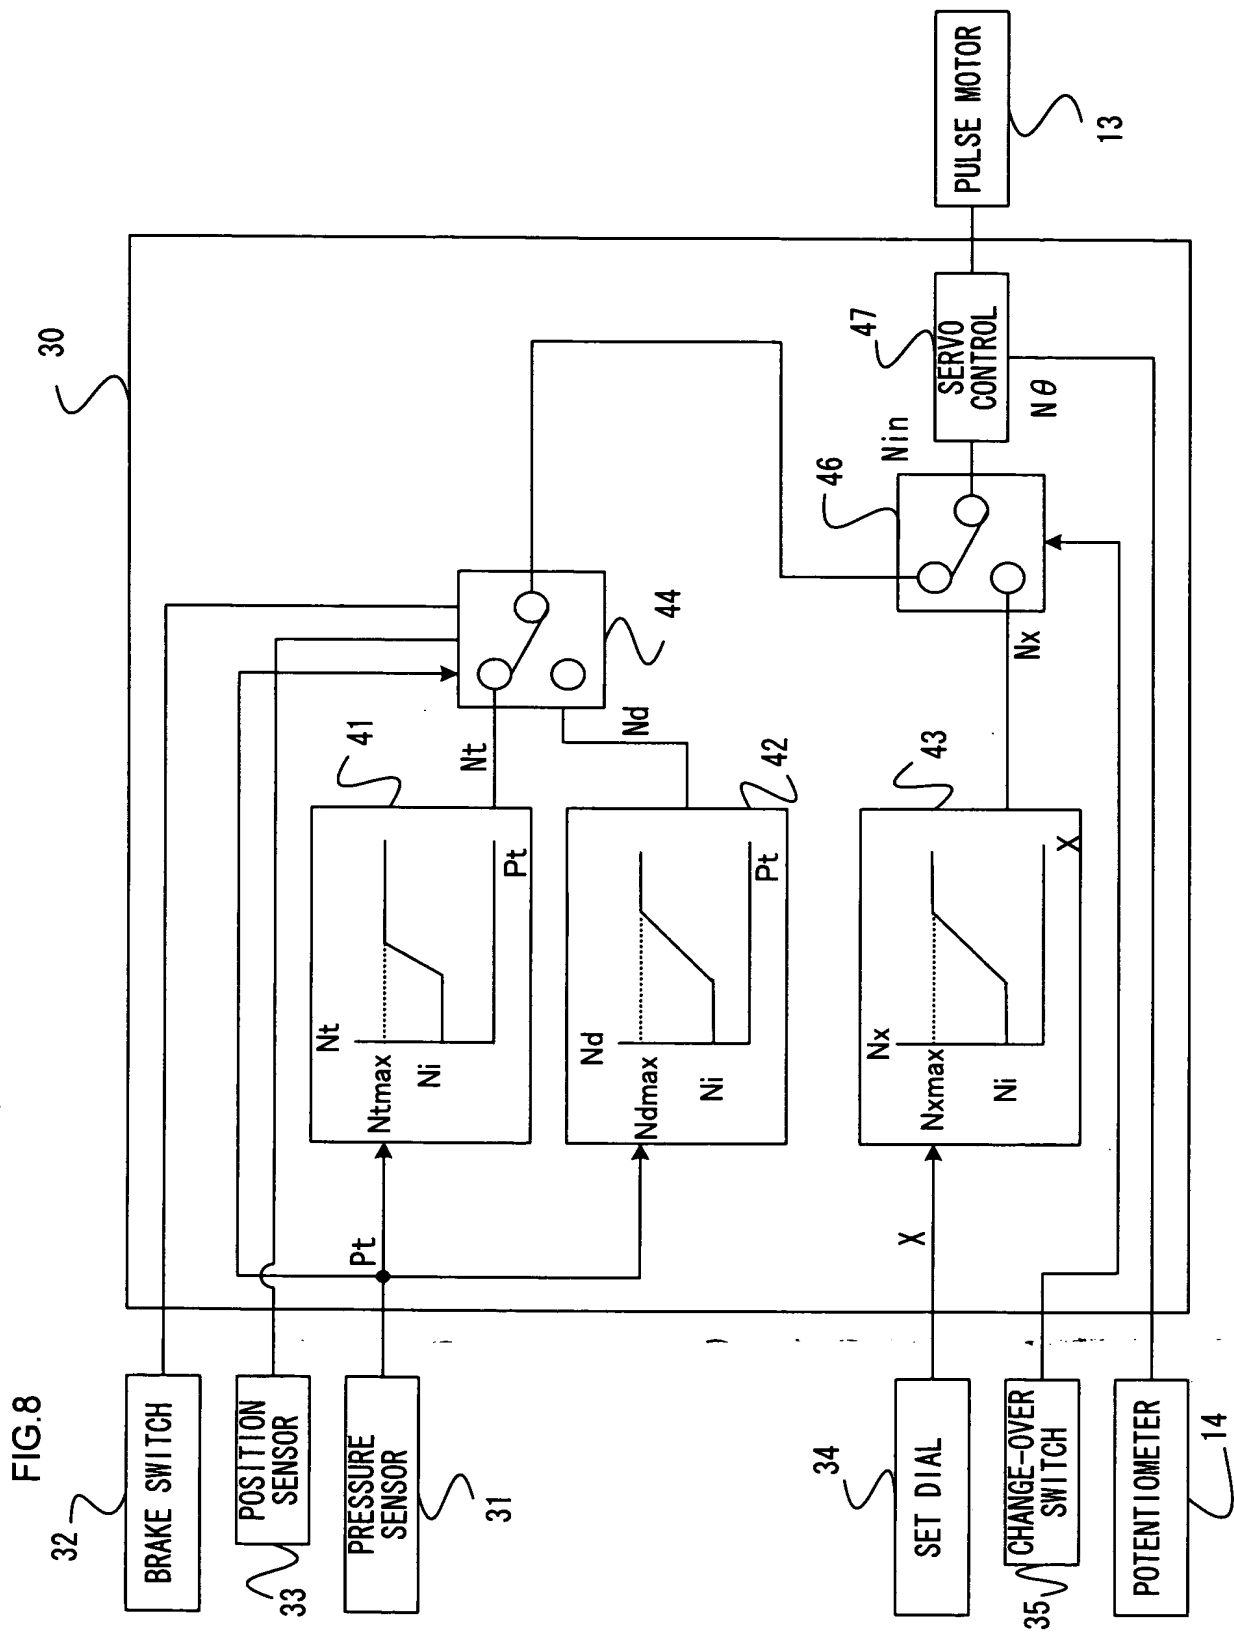 FIG.8
30
32
BRAKE SWITCH
33
POSITION
SENSOR
31
PRESSURE
SENSOR
Pt
Nt
Ntmax
Ni
Pt
41
Nt
Nd
Ndmax
Ni
Pt
42
Nd
44
34
SET DIAL
X
Nx
Nxmax
Ni
X
43
Nx
46
Nin
47
SERVO
CONTROL
Nθ
PULSE MOTOR
13
35
CHANGE-OVER
SWITCH
POTENTIOMETER
14